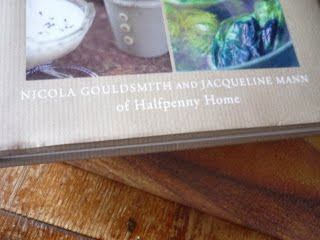 NICOLA GOULDSMITH AND JACQUELINE MANN
of Halfpenny Home